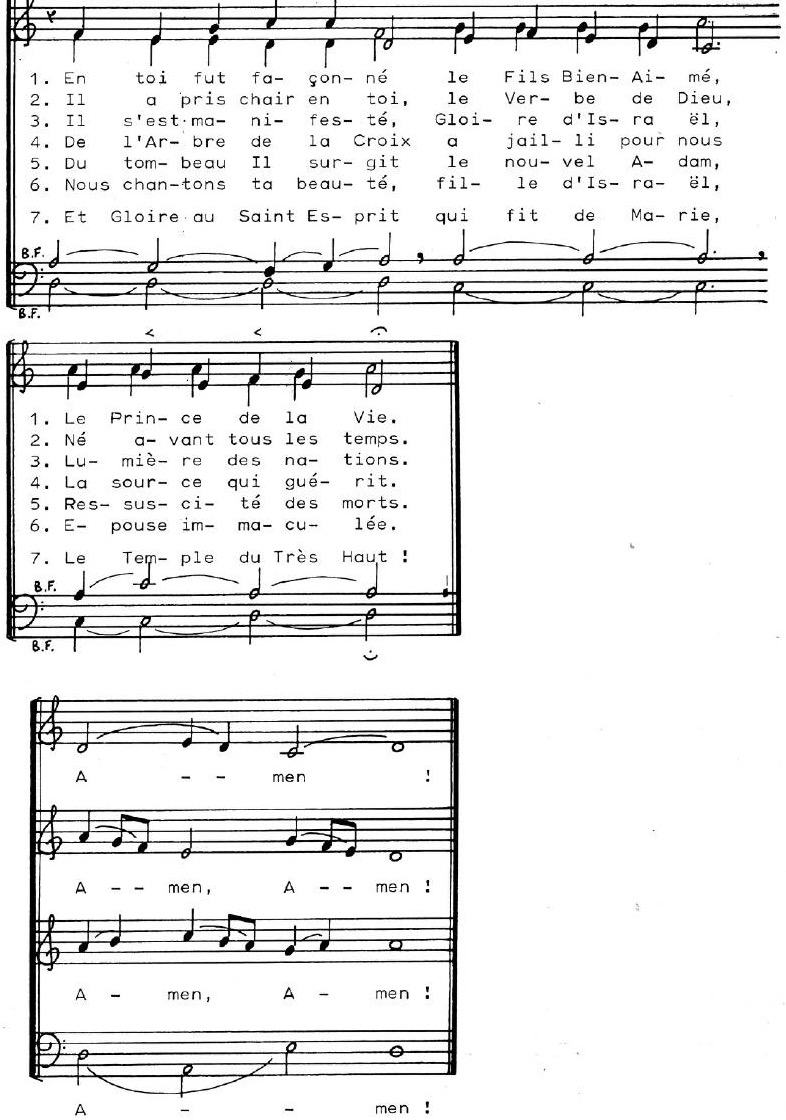 1. En toi fut fa- çon- né le Fils Bien- Ai- mé,
2. Il a pris chair en toi, le Ver- be de Dieu,
3. Il s'est ma- ni- fes- té, Gloi- re d'Is- ra ël,
4. De l'Ar- bre de la Croix a jail- li pour nous
5. Du tom- beau Il sur- git le nou- vel A- dam,
6. Nous chan-tons ta beau- té, fil- le d'Is- ra- ël,
7. Et Gloire au Saint Es- prit qui fit de Ma- rie,
B.F.
B.F.
1. Le Prin- ce de la Vie.
2. Né a- vant tous les temps.
3. Lu- miè- re des na- tions.
4. La sour- ce qui gué- rit.
5. Res- sus- ci- té des morts.
6. E- pouse im- ma- cu- lée.
7. Le Tem- ple du Très Haut !
B.F.
B.F.
A - - men !
A - - men, A - - men !
A - men, A - men !
A - - men !